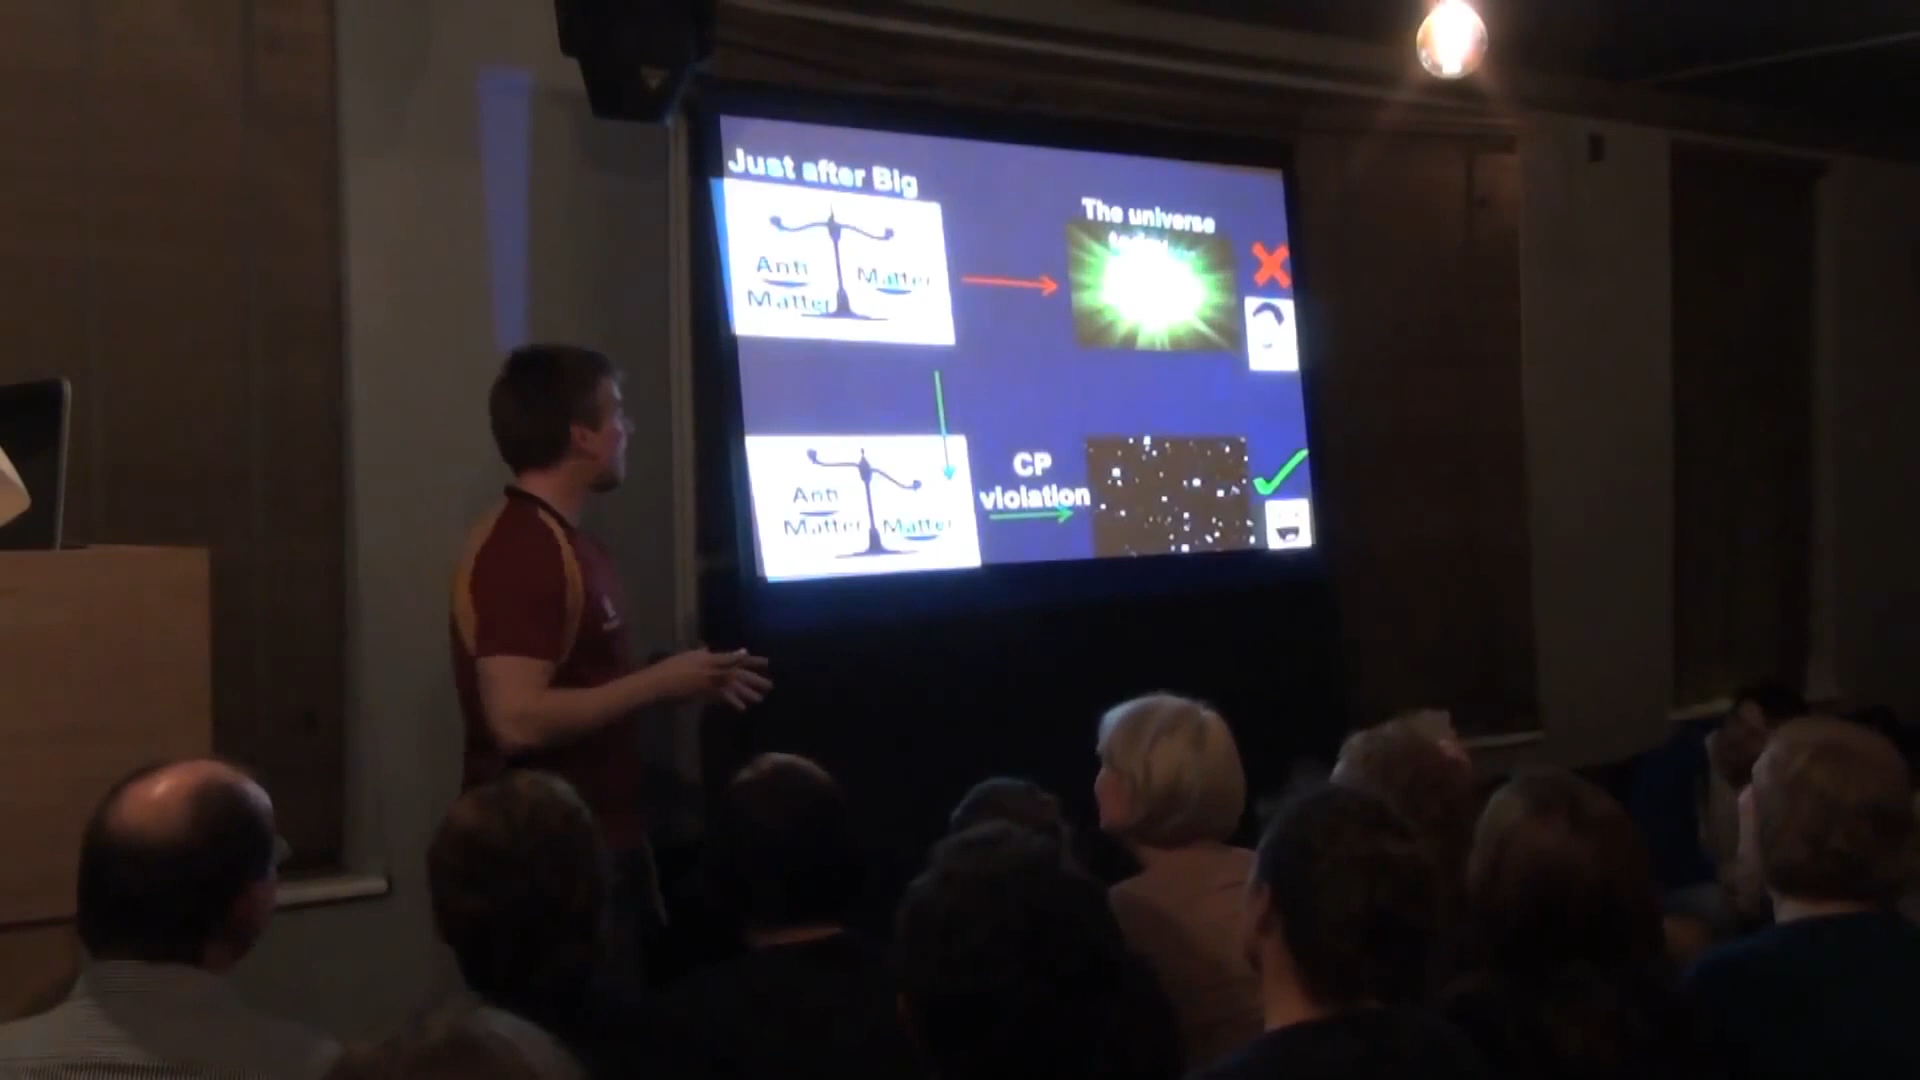 Just after Big
The universe
Anti
Matter
Matter
CP
violation
Anti
Matter
Matter